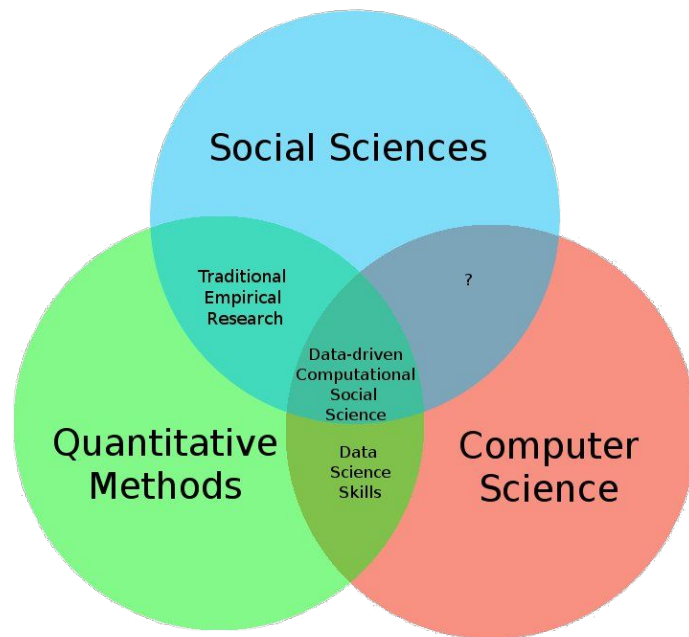 Social Sciences
Traditional
Empirical
Research
?
Data-driven
Computational
Social
Science
Quantitative
Methods
Computer
Science
Data
Science
Skills